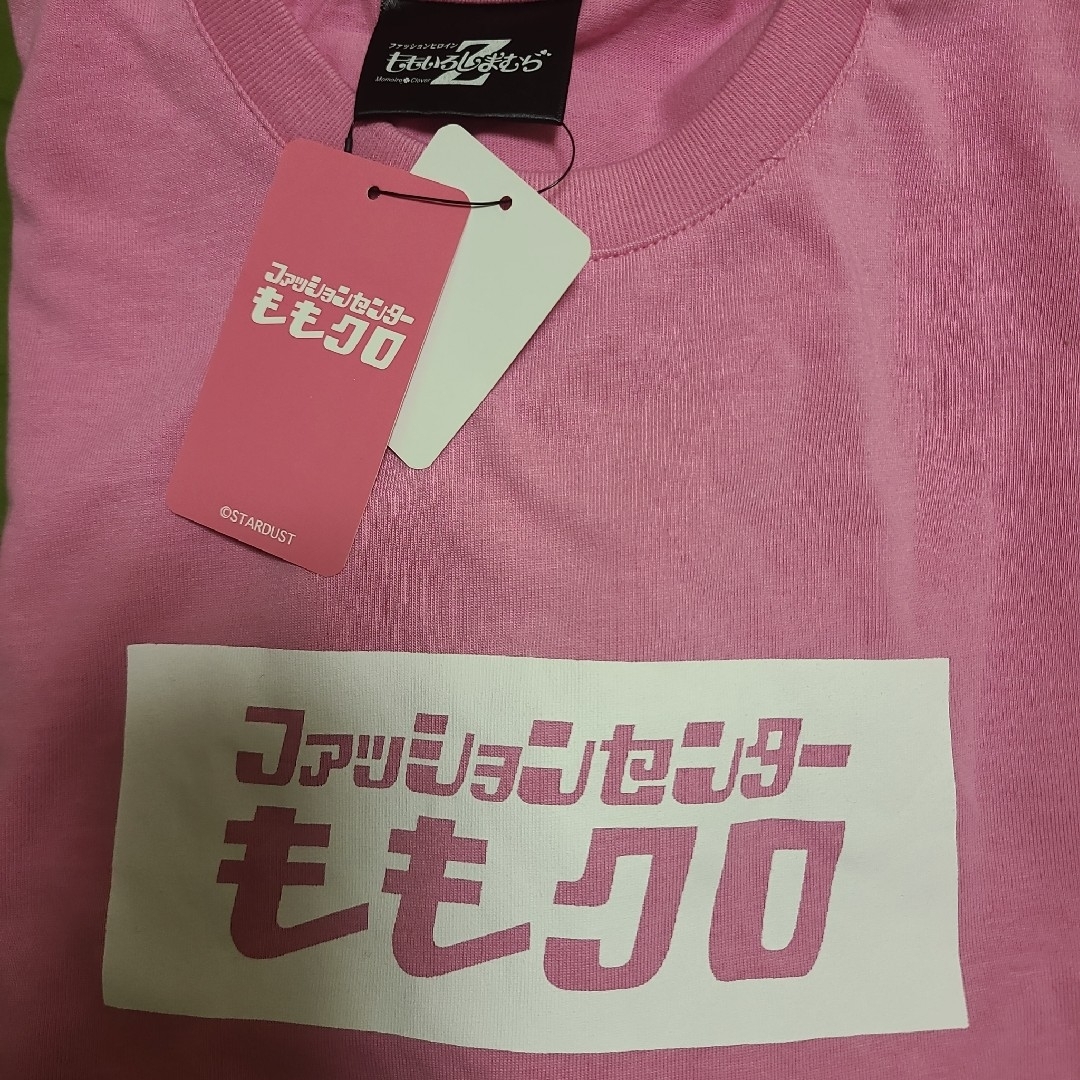 ファッションヒロイン
ももいろしまむらZ
Momoiro Clover
ファッションセンター
ももクロ
©STARDUST
ファッションセンター
ももクロ